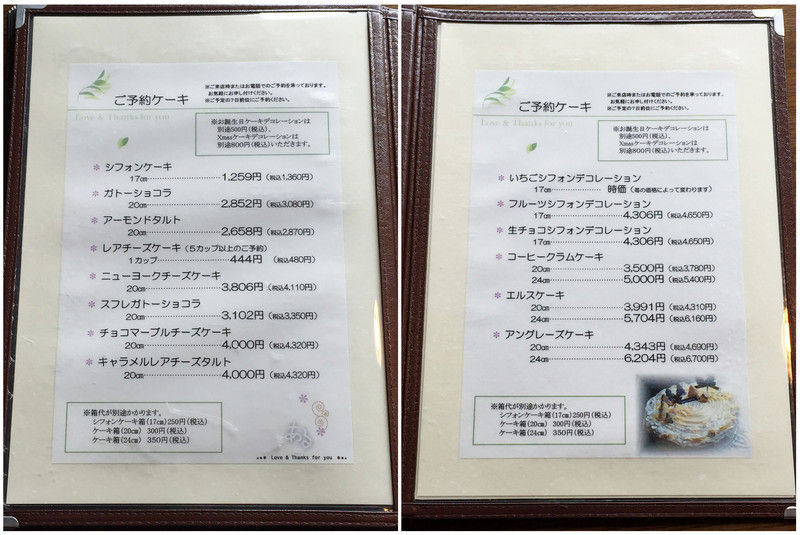 ご予約ケーキ
※ご来店時またはお電話でのご予約を承っております。
お気軽にお申し付けください。
※ご予定の7日前位にご予約ください。
Love & Thanks for you
※お誕生日ケーキデコレーションは
別途500円(税込)、
Xmasケーキデコレーションは
別途800円(税込)いただきます。
シフォンケーキ
17㎝ 1,259円(税込1,360円)
ガトーショコラ
20㎝ 2,852円(税込3,080円)
アーモンドタルト
20㎝ 2,658円(税込2,870円)
レアチーズケーキ(5カップ以上のご予約)
1カップ 444円(税込480円)
ニューヨークチーズケーキ
20㎝ 3,806円(税込4,110円)
スフレガトーショコラ
20㎝ 3,102円(税込3,350円)
チョコマーブルチーズケーキ
20㎝ 4,000円(税込4,320円)
キャラメルレアチーズタルト
20㎝ 4,000円(税込4,320円)
※箱代が別途かかります。
シフォンケーキ箱(17㎝)250円(税込)
ケーキ箱(20㎝) 300円(税込)
ケーキ箱(24㎝) 350円(税込)
Love & Thanks for you
ご予約ケーキ
※ご来店時またはお電話でのご予約を承っております。
お気軽にお申し付けください。
※ご予定の7日前位にご予約ください。
Love & Thanks for you
※お誕生日ケーキデコレーションは
別途500円(税込)、
Xmasケーキデコレーションは
別途800円(税込)いただきます。
いちごシフォンデコレーション
17㎝ 時価(苺の価格によって変わります)
フルーツシフォンデコレーション
17㎝ 4,306円(税込4,650円)
生チョコシフォンデコレーション
17㎝ 4,306円(税込4,650円)
コーヒークラムケーキ
20㎝ 3,500円(税込3,780円)
24㎝ 5,000円(税込5,400円)
エルスケーキ
20㎝ 3,991円(税込4,310円)
24㎝ 5,704円(税込6,160円)
アングレーズケーキ
20㎝ 4,343円(税込4,690円)
24㎝ 6,204円(税込6,700円)
※箱代が別途かかります。
シフォンケーキ箱(17㎝)250円(税込)
ケーキ箱(20㎝) 300円(税込)
ケーキ箱(24㎝) 350円(税込)